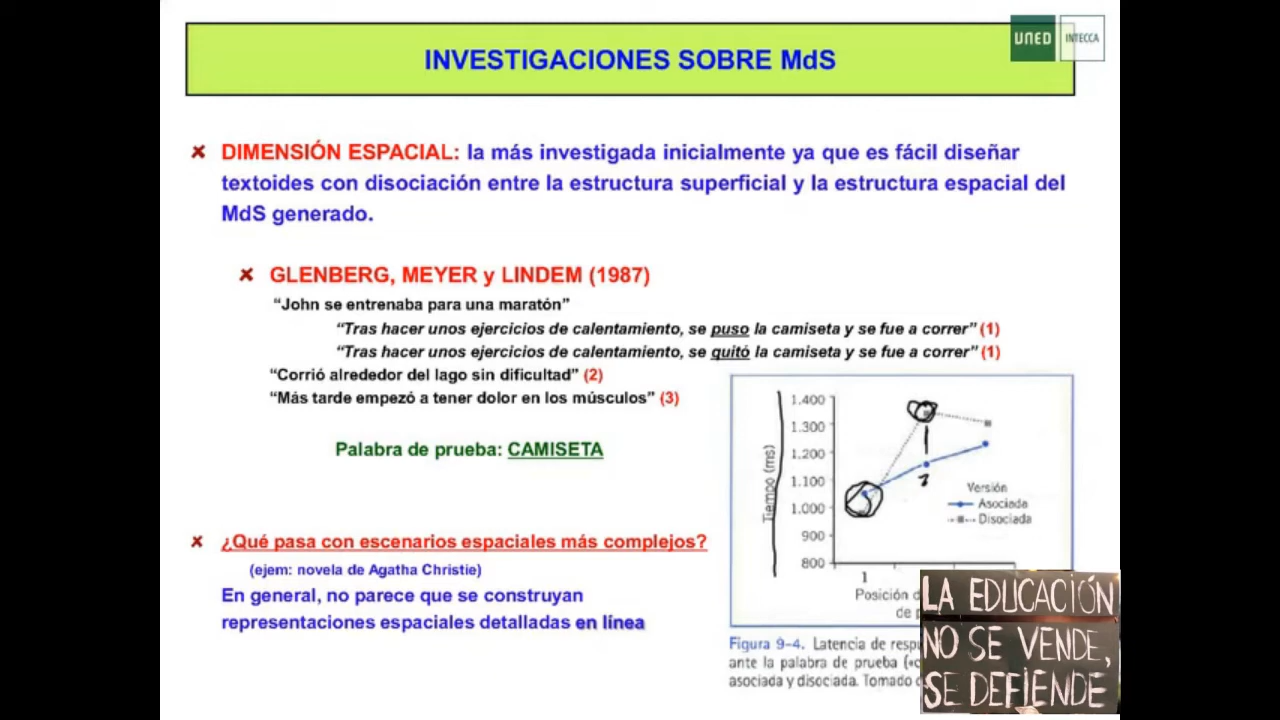 INVESTIGACIONES SOBRE MdS
UNED
INTECCA
DIMENSIÓN ESPACIAL: la más investigada inicialmente ya que es fácil diseñar
textoides con disociación entre la estructura superficial y la estructura espacial del
MdS generado.
GLENBERG, MEYER y LINDEM (1987)
“John se entrenaba para una maratón”
“Tras hacer unos ejercicios de calentamiento, se puso la camiseta y se fue a correr” (1)
“Tras hacer unos ejercicios de calentamiento, se quitó la camiseta y se fue a correr” (1)
“Corrió alrededor del lago sin dificultad” (2)
“Más tarde empezó a tener dolor en los músculos” (3)
Palabra de prueba: CAMISETA
¿Qué pasa con escenarios espaciales más complejos?
(ejem: novela de Agatha Christie)
En general, no parece que se construyan
representaciones espaciales detalladas en línea
Tiempo (ms)
1.400
1.300
1.200
1.100
1.000
900
800
2
Versión
Asociada
Disociada
1
Posición d
de p
Figura 9-4. Latencia de resp
ante la palabra de prueba («c
asociada y disociada. Tomado d
LA EDUCACIÓN
NO SE VENDE,
SE DEFIENDE